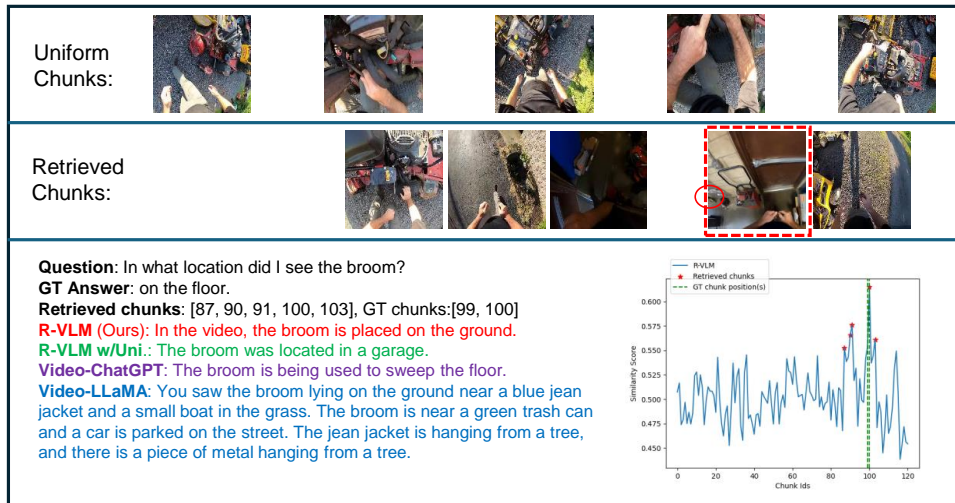 Uniform
Chunks:
Retrieved
Chunks:
Question: In what location did I see the broom?
GT Answer: on the floor.
Retrieved chunks: [87, 90, 91, 100, 103], GT chunks:[99, 100]
R-VLM (Ours): In the video, the broom is placed on the ground.
R-VLM w/Uni.: The broom was located in a garage.
Video-ChatGPT: The broom is being used to sweep the floor.
Video-LLaMA: You saw the broom lying on the ground near a blue jean
jacket and a small boat in the grass. The broom is near a green trash can
and a car is parked on the street. The jean jacket is hanging from a tree,
and there is a piece of metal hanging from a tree.
R-VLM
Retrieved chunks
GT chunk position(s)
Similarity Score
0.600
0.575
0.550
0.525
0.500
0.475
0.450
0 20 40 60 80 100 120
Chunk Ids